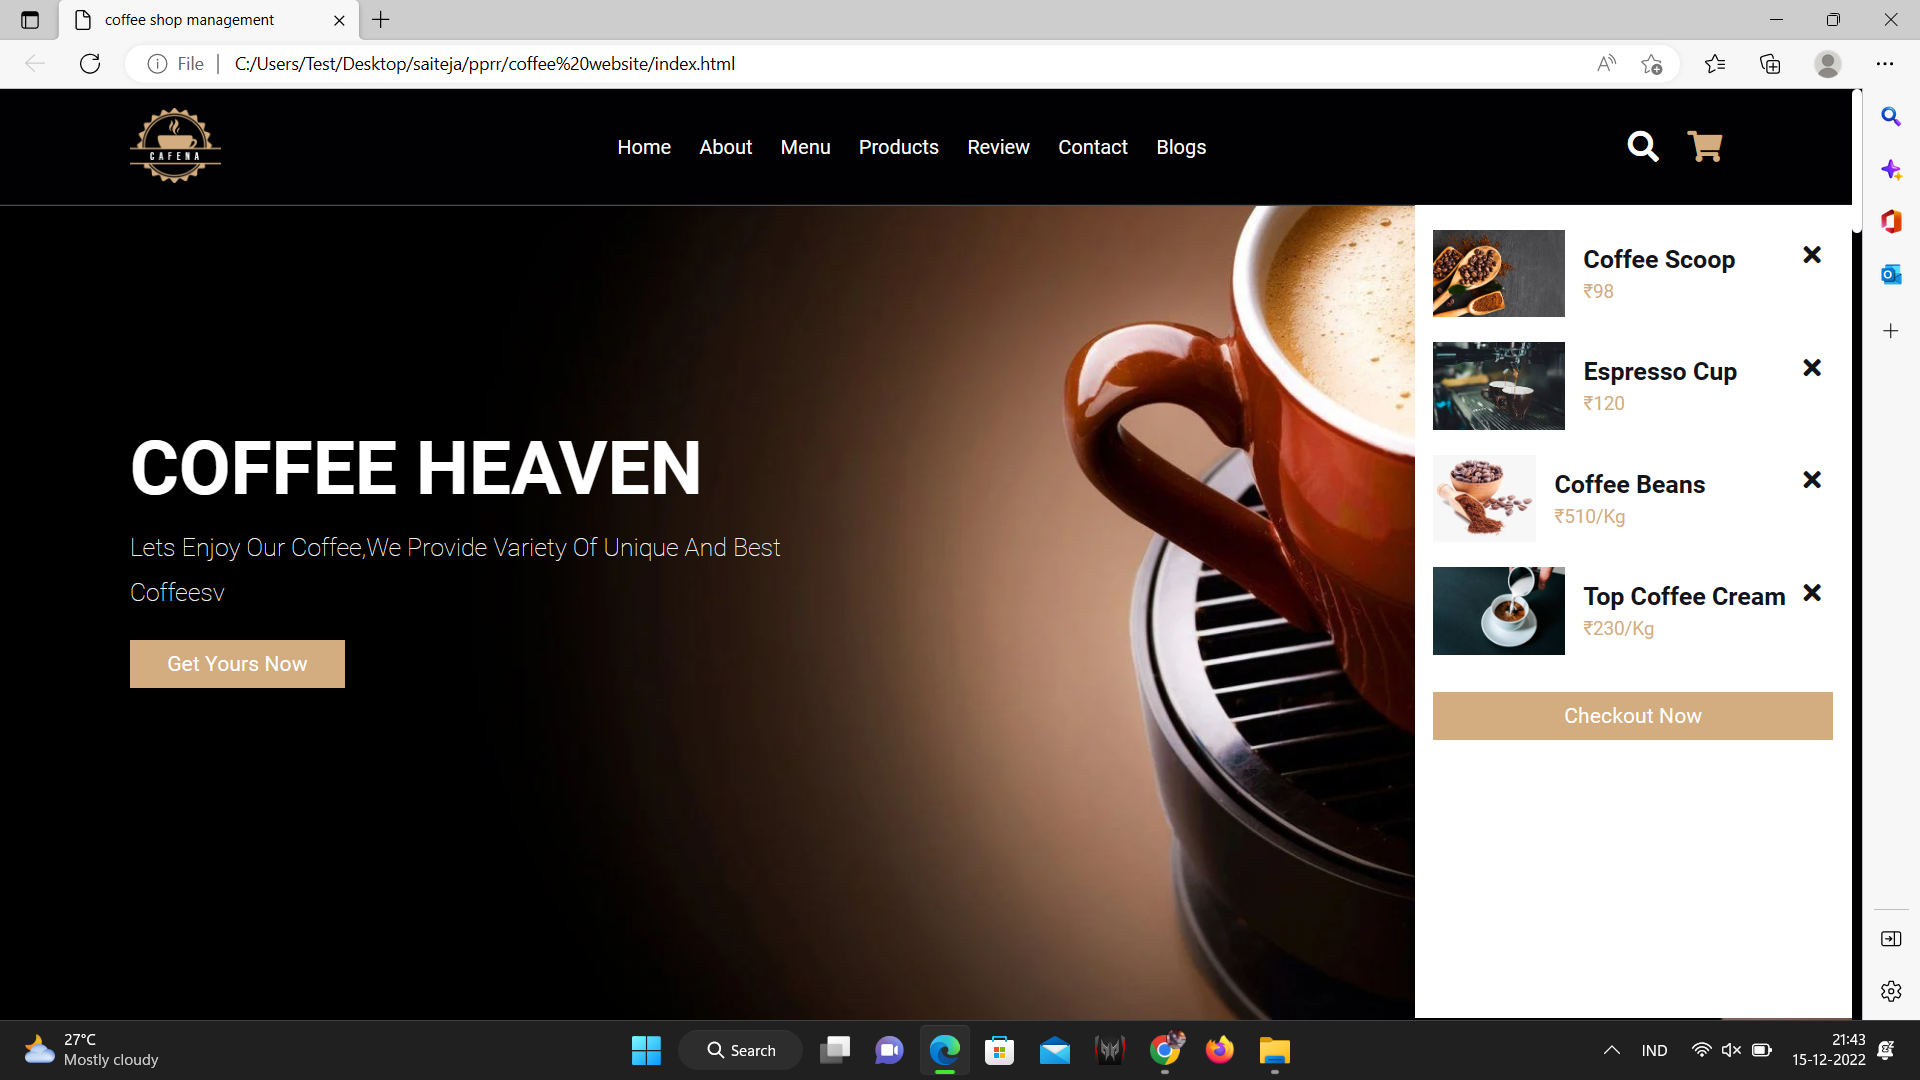 coffee shop management
File
C:/Users/Test/Desktop/saiteja/pprr/coffee%20website/index.html
CAFENA
Home About Menu Products Review Contact Blogs
COFFEE HEAVEN
Lets Enjoy Our Coffee,We Provide Variety Of Unique And Best
Coffeesv
Get Yours Now
Coffee Scoop
₹98
Espresso Cup
₹120
Coffee Beans
₹510/Kg
Top Coffee Cream
₹230/Kg
Checkout Now
27°C
Mostly cloudy
Search
IND
21:43
15-12-2022